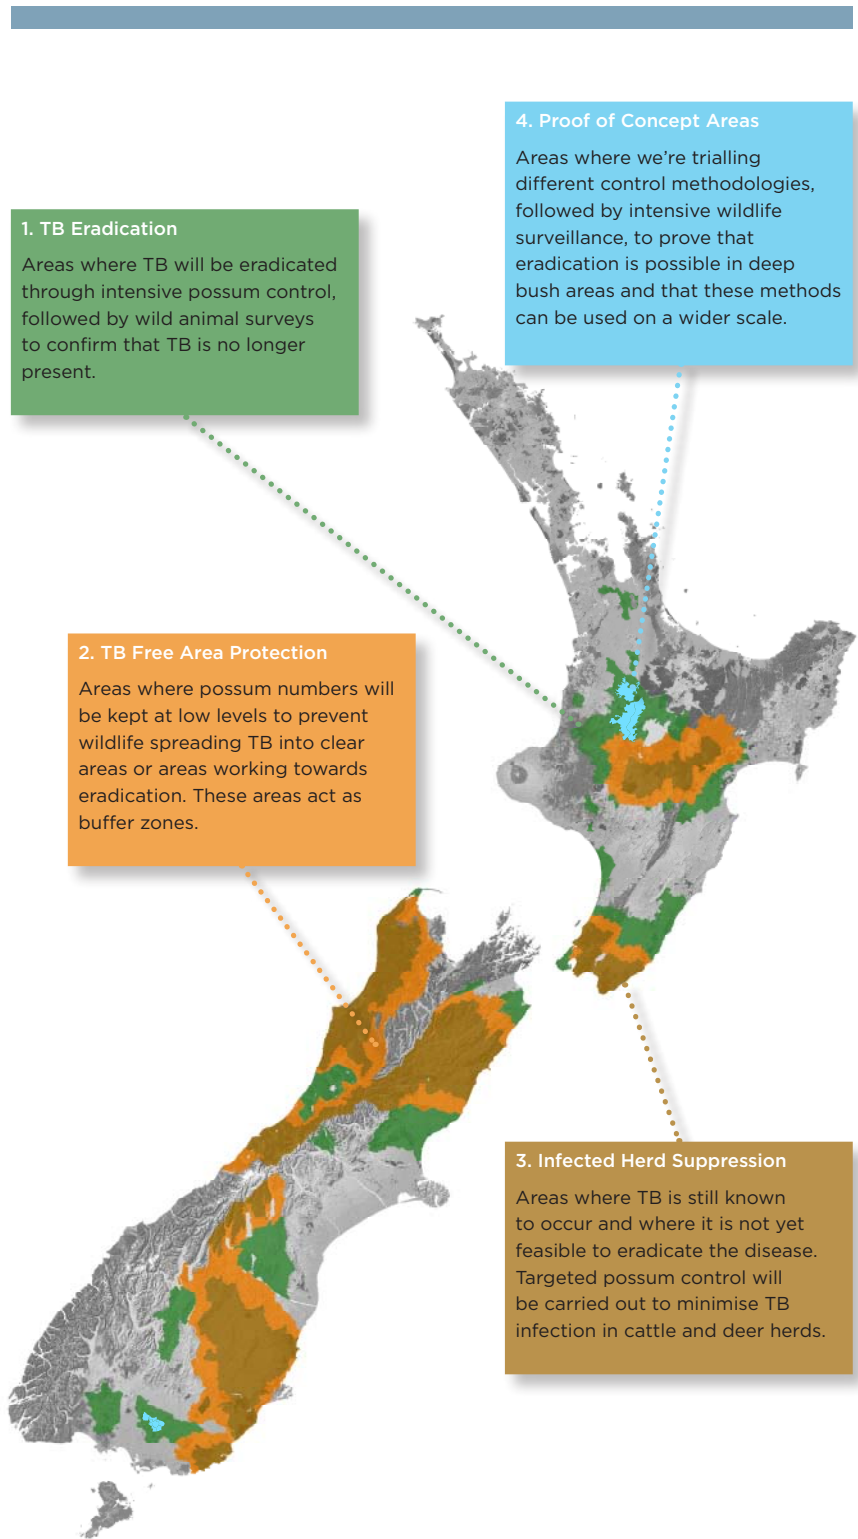 4. Proof of Concept Areas
Areas where we’re trialling
different control methodologies,
followed by intensive wildlife
surveillance, to prove that
eradication is possible in deep
bush areas and that these methods
can be used on a wider scale.
1. TB Eradication
Areas where TB will be eradicated
through intensive possum control,
followed by wild animal surveys
to confirm that TB is no longer
present.
2. TB Free Area Protection
Areas where possum numbers will
be kept at low levels to prevent
wildlife spreading TB into clear
areas or areas working towards
eradication. These areas act as
buffer zones.
3. Infected Herd Suppression
Areas where TB is still known
to occur and where it is not yet
feasible to eradicate the disease.
Targeted possum control will
be carried out to minimise TB
infection in cattle and deer herds.